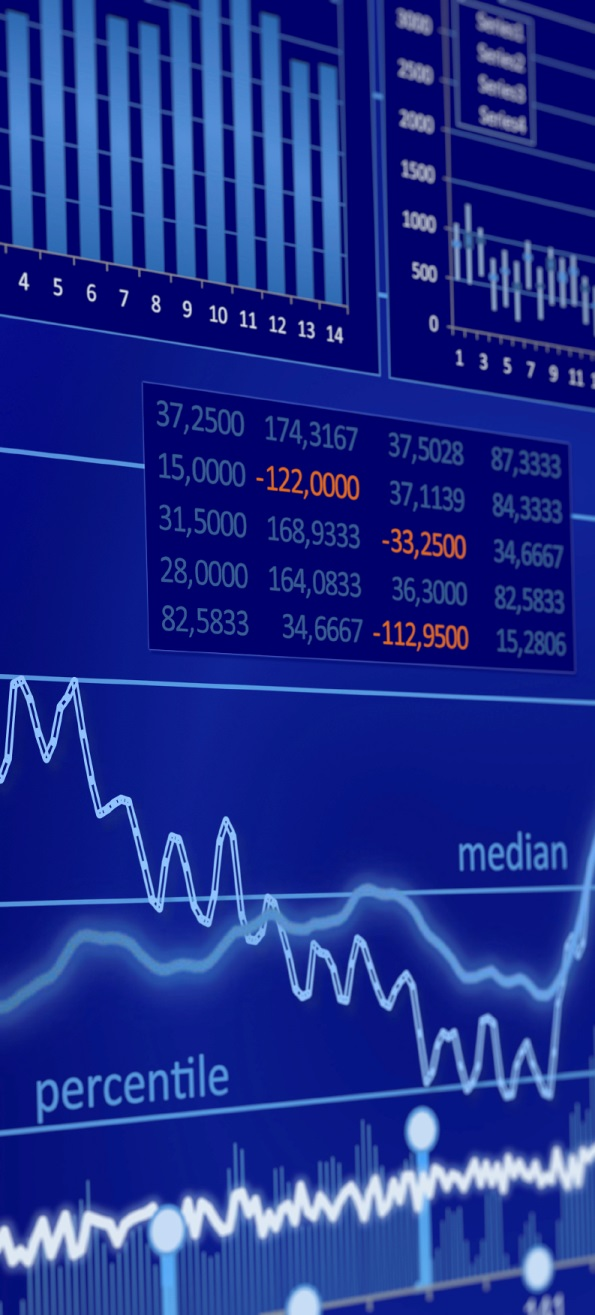 4 5 6 7 8 9 10 11 12 13 14
3000
2500
2000
1500
1000
500
0
Series1
Series2
Series3
Series4
1 3 5 7 9 11
37,2500 174,3167 37,5028 87,3333
15,0000 -122,0000 37,1139 84,3333
31,5000 168,9333 -33,2500 34,6667
28,0000 164,0833 36,3000 82,5833
82,5833 34,6667 -112,9500 15,2806
median
percentile